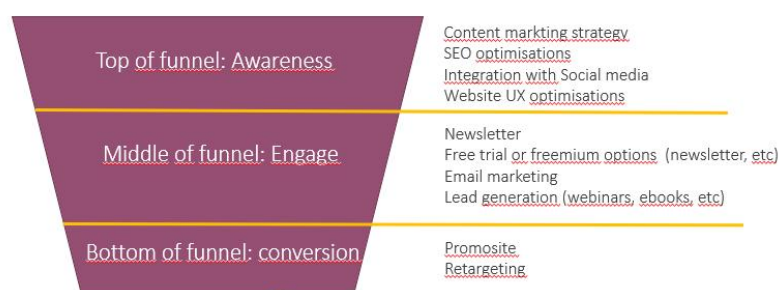 Top of funnel: Awareness
Content markting strategy
SEO optimisations
Integration with Social media
Website UX optimisations
Middle of funnel: Engage
Newsletter
Free trial or freemium options (newsletter, etc)
Email marketing
Lead generation (webinars, ebooks, etc)
Bottom of funnel: conversion
Promosite
Retargeting